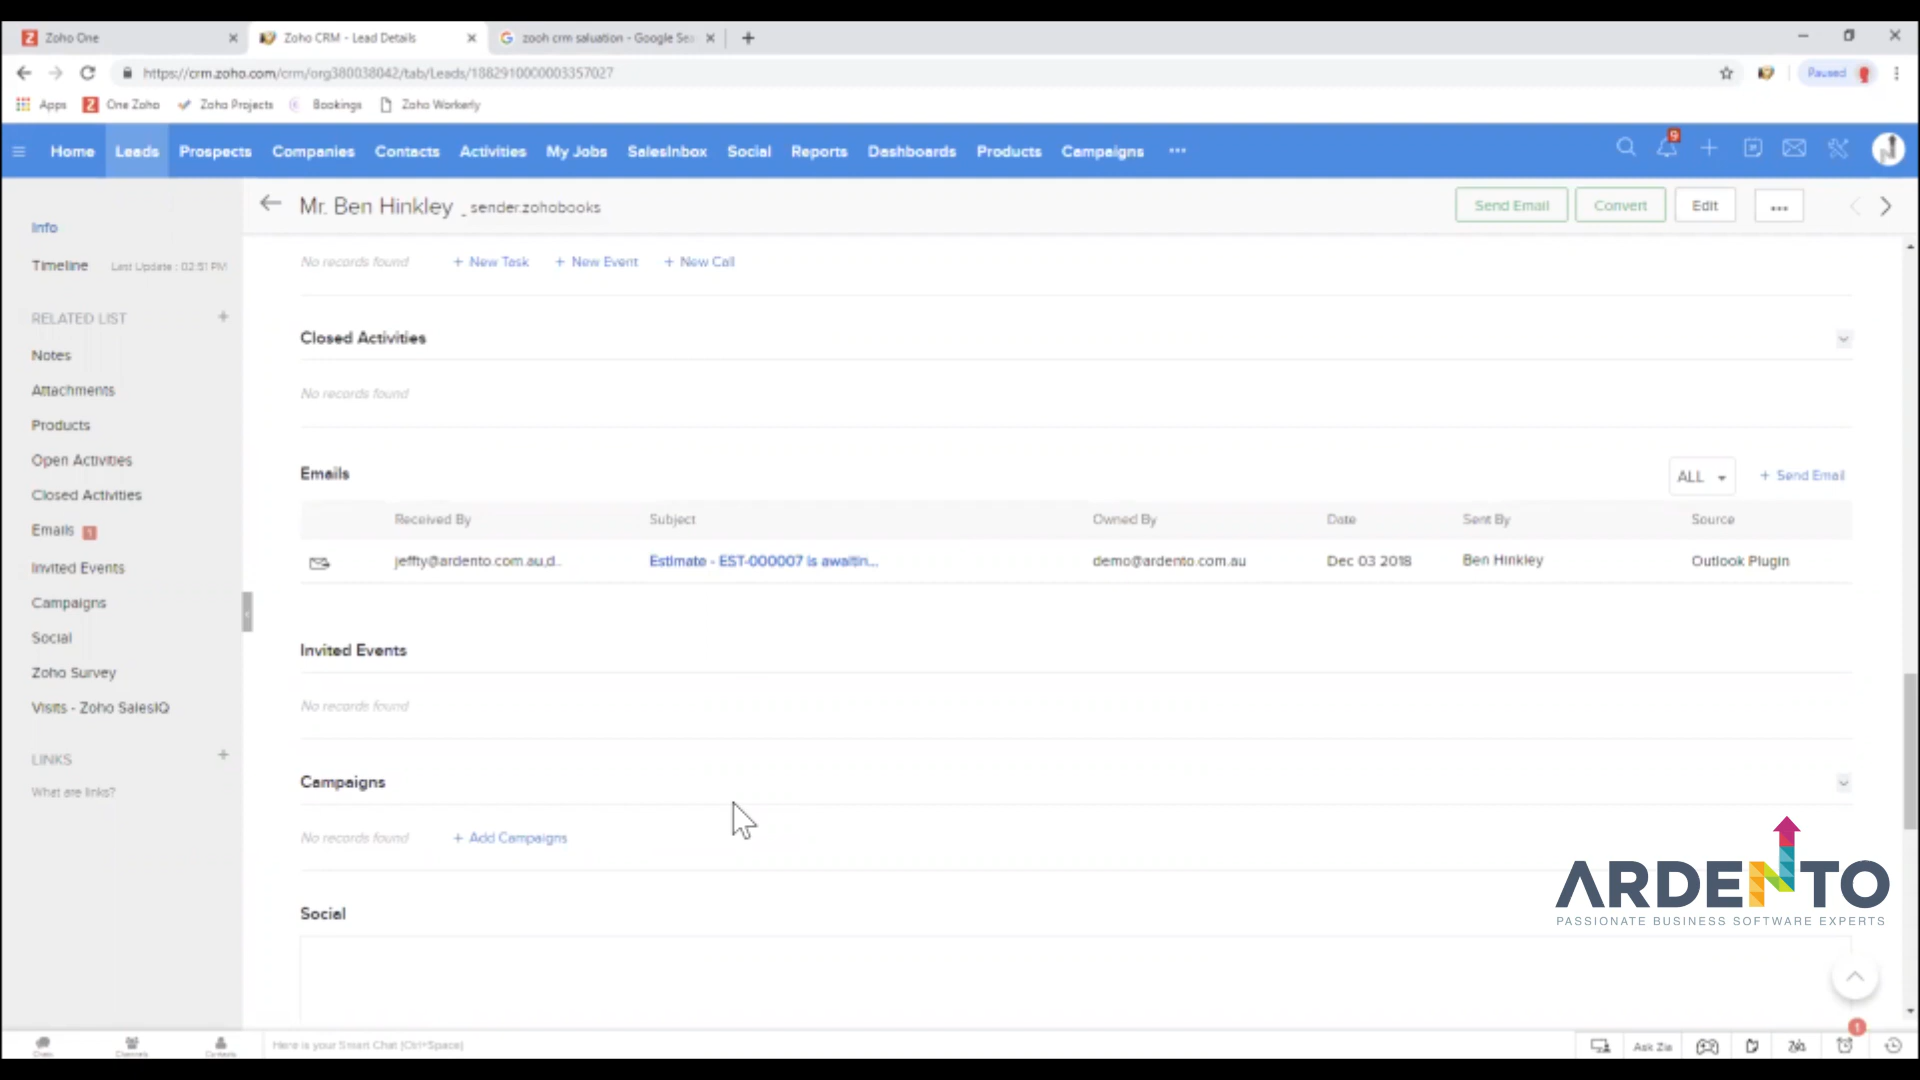 Zoho One
Zoho CRM - Lead Details
zooh crm saluation - Google Sea
https://crm.zoho.com/crm/org380038042/tab/Leads/1882910000003357027
Paused
Apps
One Zoho
Zoho Projects
Bookings
Zoho Workerly
Home
Leads
Prospects
Companies
Contacts
Activities
My Jobs
SalesInbox
Social
Reports
Dashboards
Products
Campaigns
9
Mr. Ben Hinkley _ sender.zohobooks
Send Email
Convert
Edit
Info
Timeline Last Update : 02:51 PM
RELATED LIST
Notes
Attachments
Products
Open Activities
Closed Activities
Emails 1
Invited Events
Campaigns
Social
Zoho Survey
Visits - Zoho SalesIQ
LINKS
What are links?
No records found + New Task + New Event + New Call
Closed Activities
No records found
Emails
ALL
+ Send Email
Received By Subject Owned By Date Sent By Source
jeffty@ardento.com.au,d.. Estimate - EST-000007 is awaitin... demo@ardento.com.au Dec 03 2018 Ben Hinkley Outlook Plugin
Invited Events
No records found
Campaigns
No records found + Add Campaigns
Social
ARDENTO
PASSIONATE BUSINESS SOFTWARE EXPERTS
Chats
Channels
Contacts
Here is your Smart Chat (Ctrl+Space)
Ask Zia
1